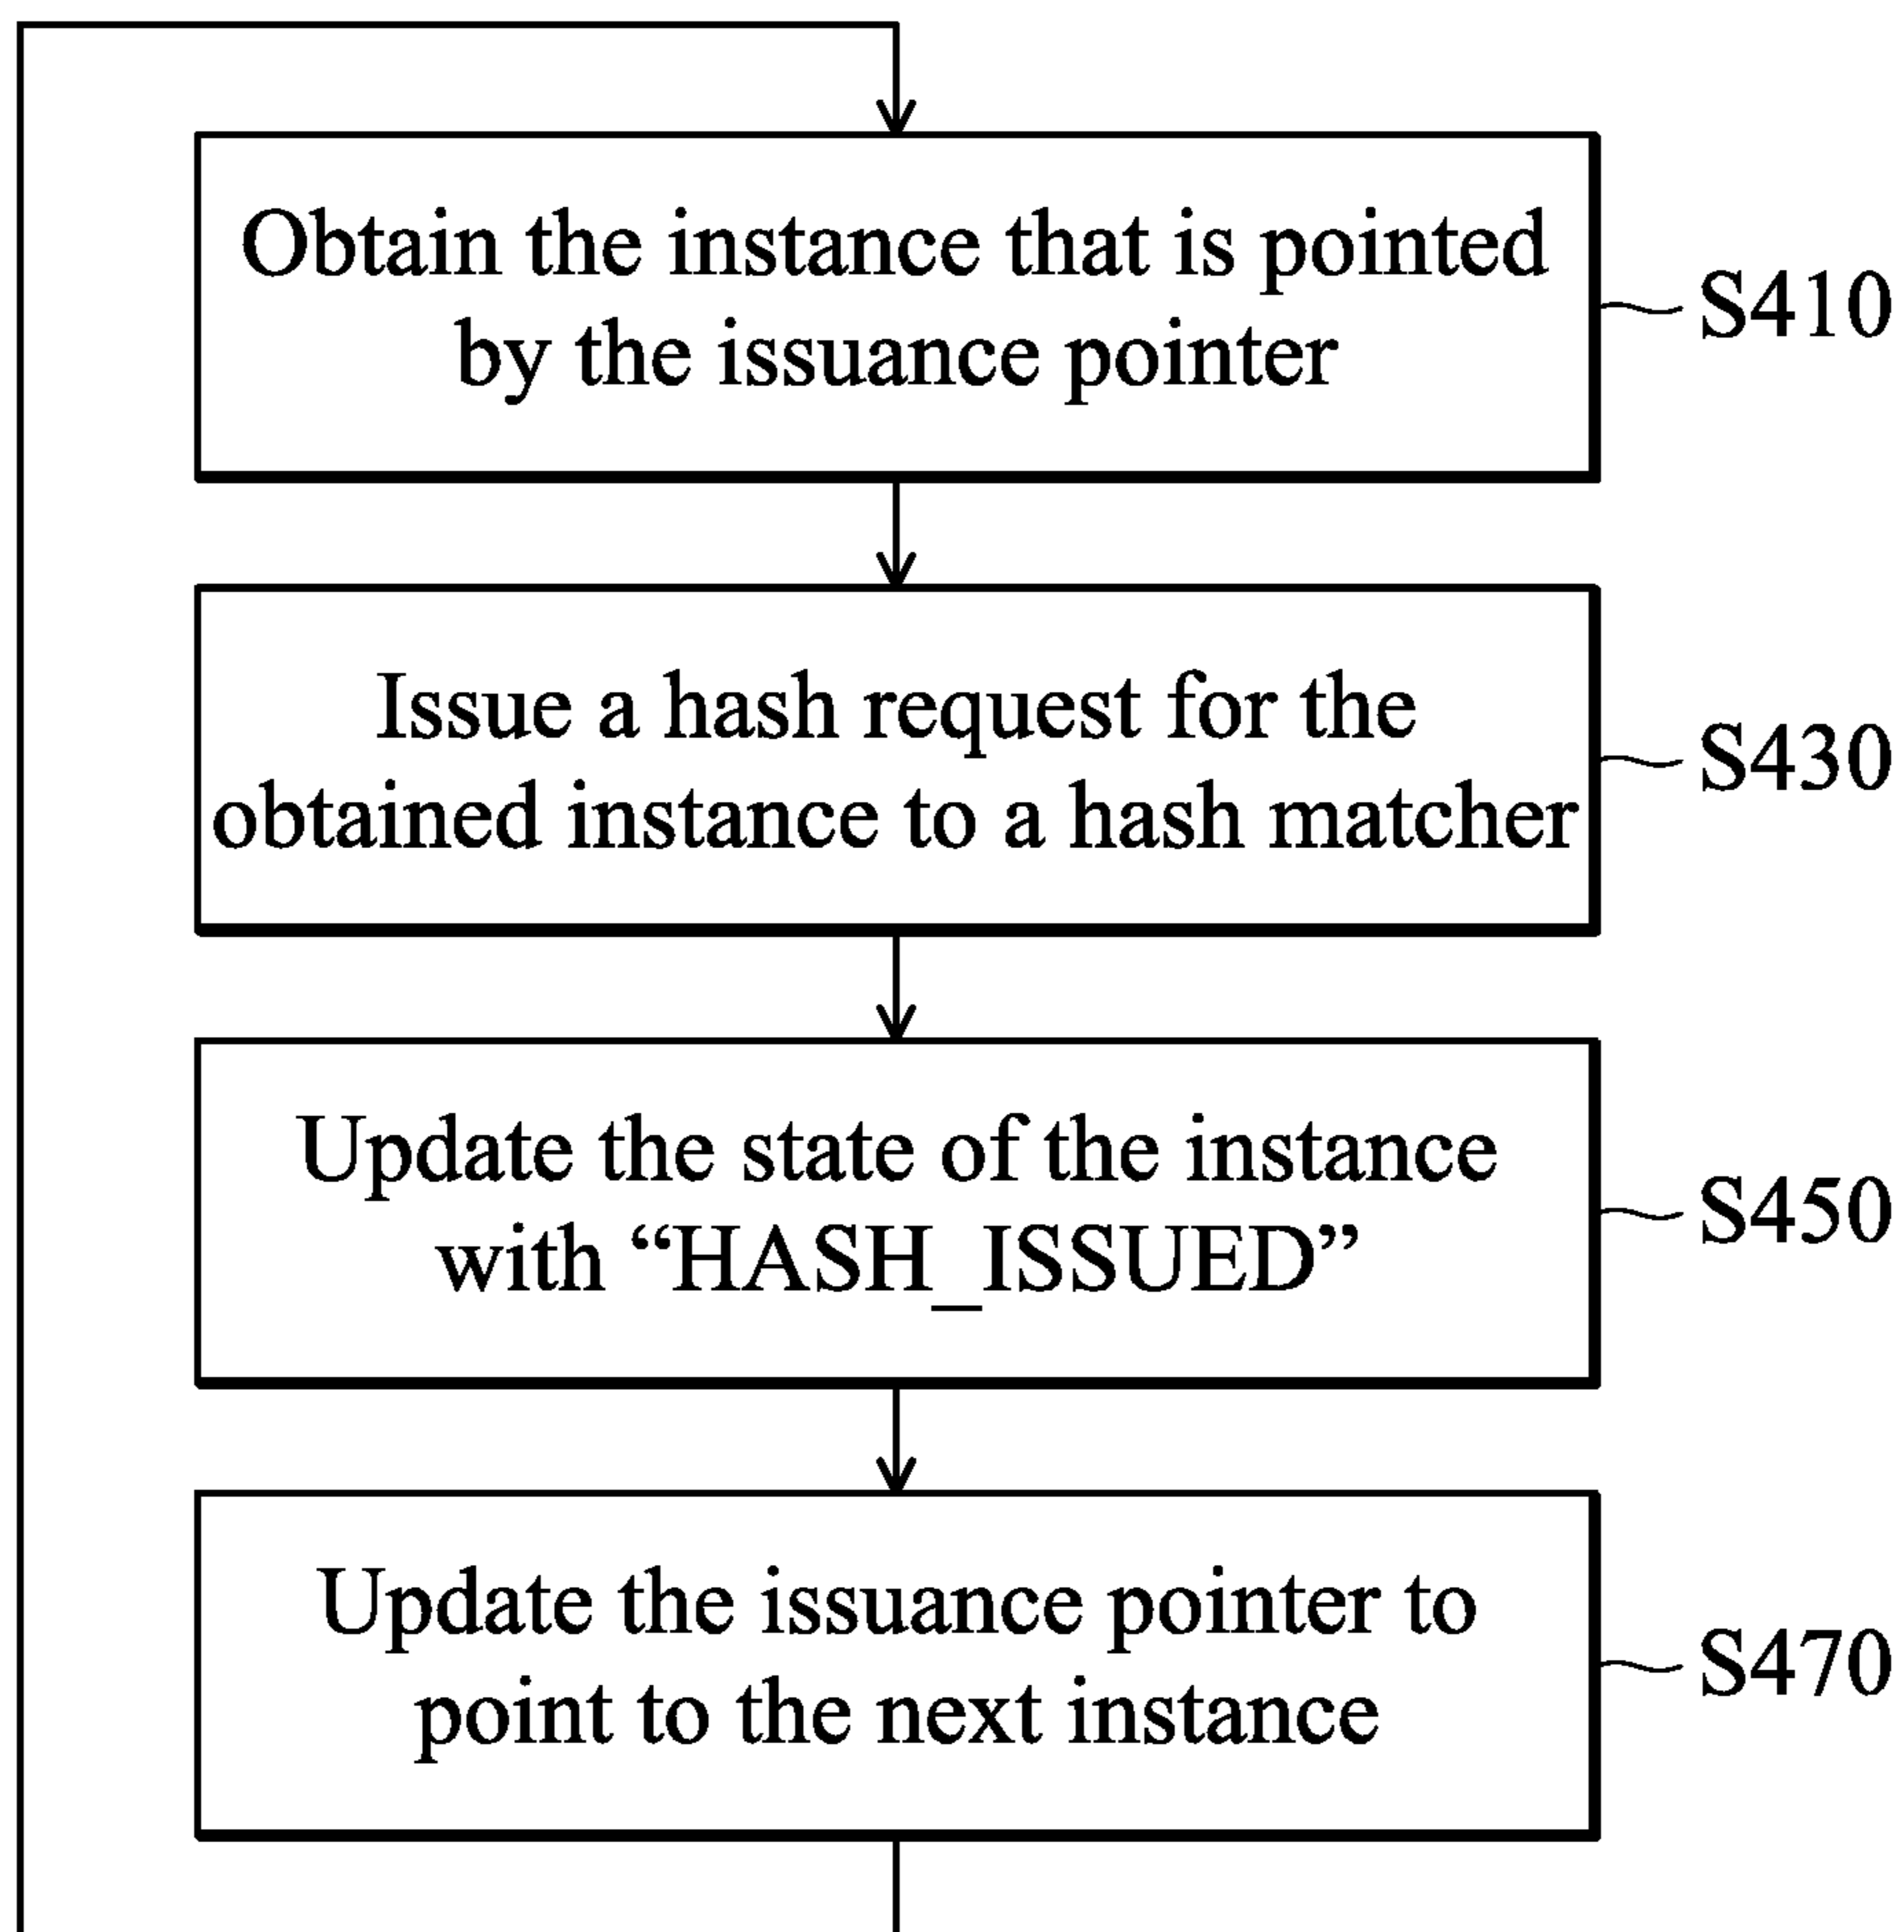 Obtain the instance that is pointed
by the issuance pointer
S410
Issue a hash request for the
obtained instance to a hash matcher
S430
Update the state of the instance
with “HASH_ISSUED”
S450
Update the issuance pointer to
point to the next instance
S470